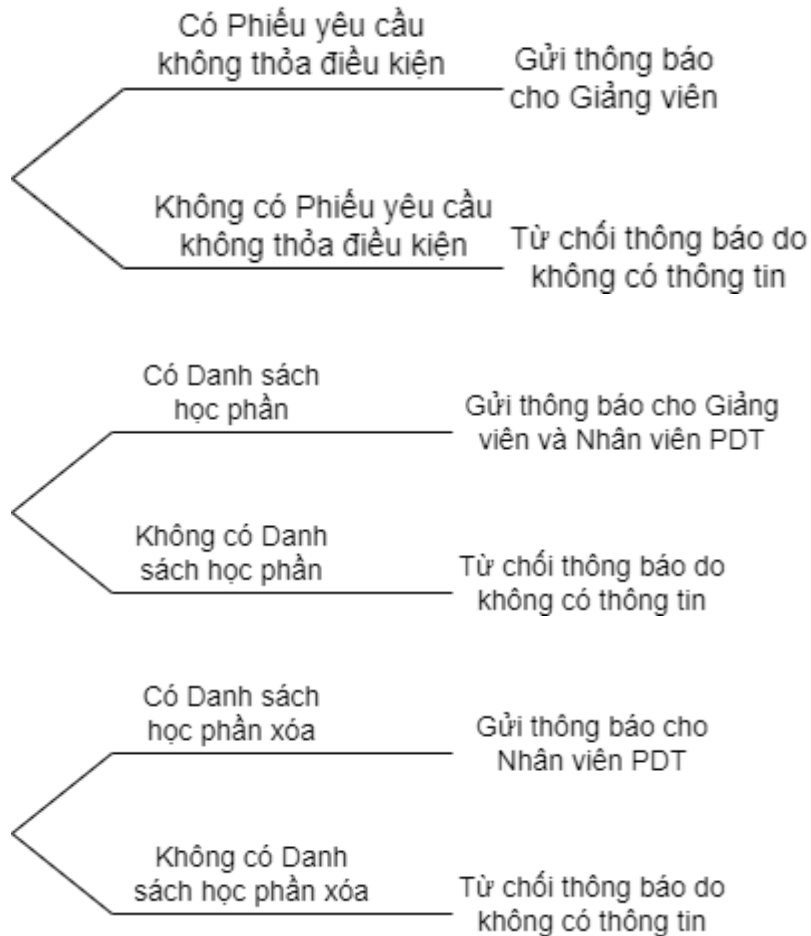 Có Phiếu yêu cầu
không thỏa điều kiện
Gửi thông báo
cho Giảng viên
Không có Phiếu yêu cầu
không thỏa điều kiện
Từ chối thông báo do
không có thông tin
Có Danh sách
học phần
Gửi thông báo cho Giảng
viên và Nhân viên PDT
Không có Danh
sách học phần
Từ chối thông báo do
không có thông tin
Có Danh sách
học phần xóa
Gửi thông báo cho
Nhân viên PDT
Không có Danh
sách học phần xóa
Từ chối thông báo do
không có thông tin